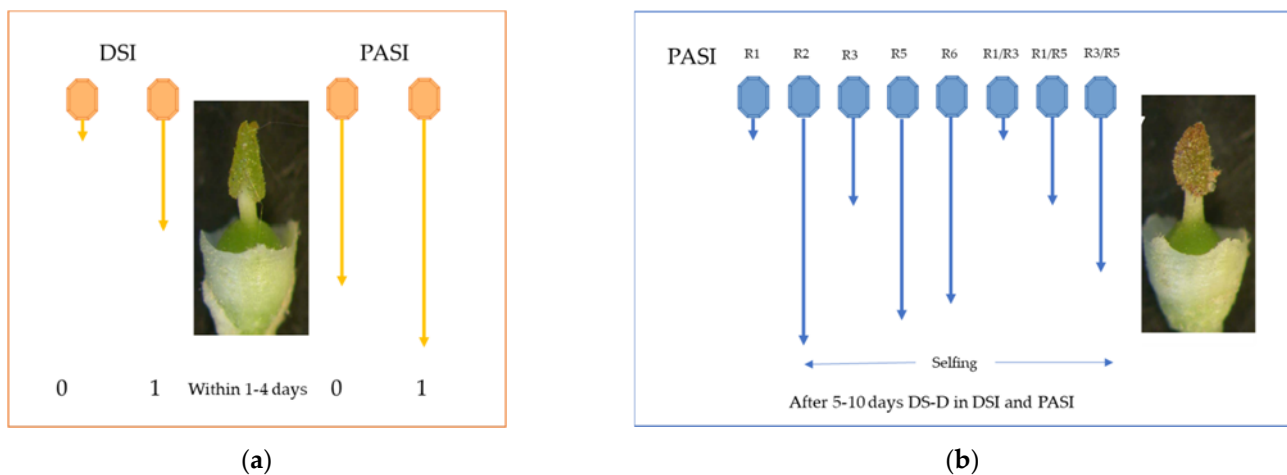 DSI PASI
0 1 Within 1-4 days 0 1
(a)
PASI R1 R2 R3 R5 R6 R1/R3 R1/R5 R3/R5
Selfing
After 5-10 days DS-D in DSI and PASI
(b)